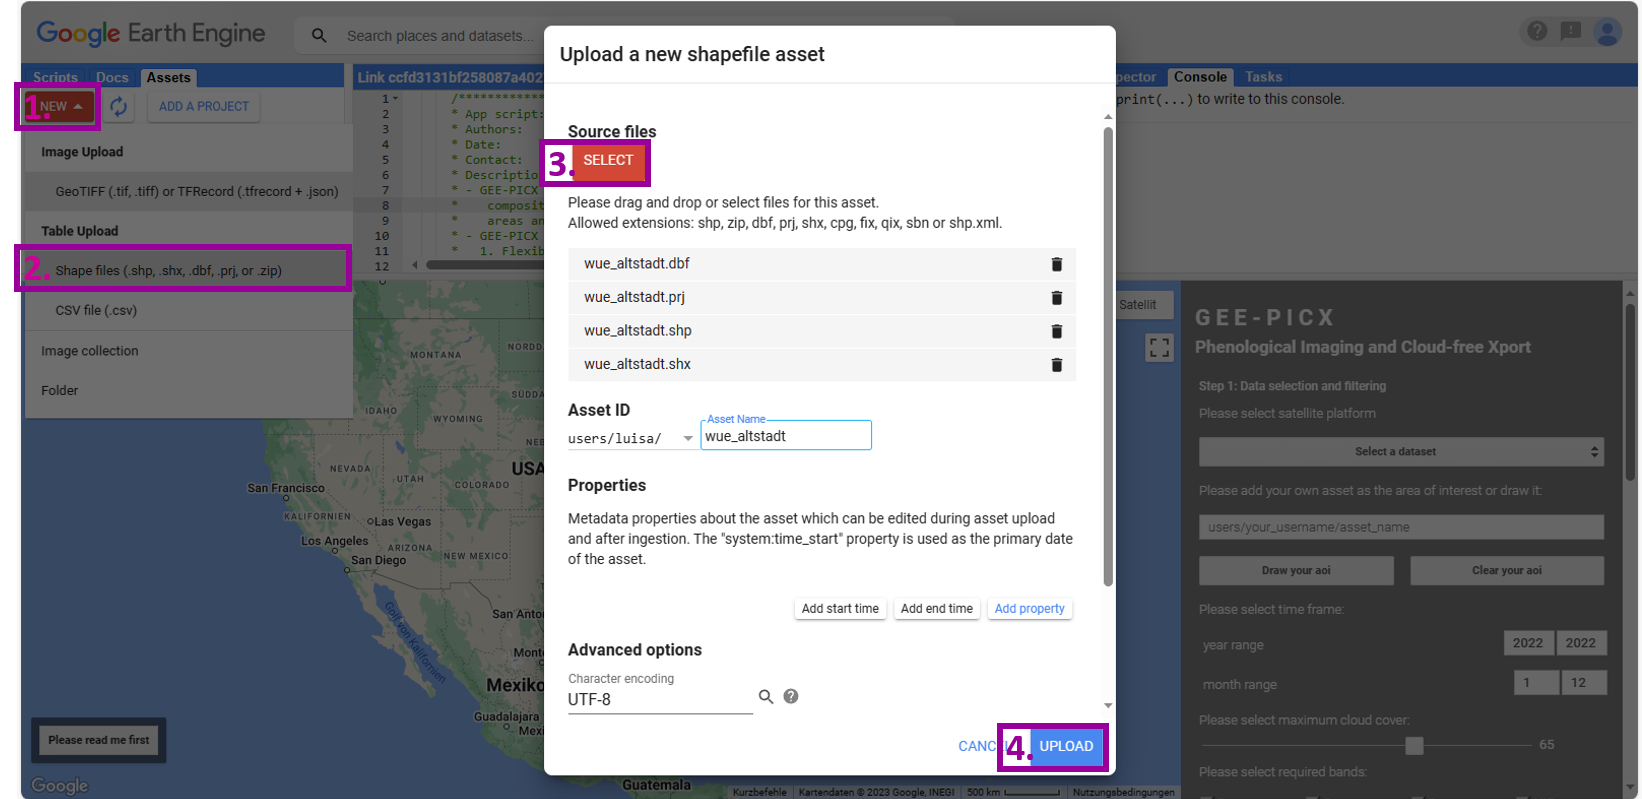 Google Earth Engine
Search places and datasets...
Scripts Docs Assets
1. NEW
ADD A PROJECT
Image Upload
GeoTIFF (.tif, .tiff) or TFRecord (.tfrecord + .json)
Table Upload
2. Shape files (.shp, .shx, .dbf, .prj, or .zip)
CSV file (.csv)
Image collection
Folder
Link ccfd3131bf258087a402
1 /**************
2 * App script:
3 * Authors:
4 * Date:
5 * Contact:
6 * Description
7 * - GEE-PICX
8 * composit
9 * areas an
10 * - GEE-PICX
11 * 1. Flexib
12
Upload a new shapefile asset
Source files
3. SELECT
Please drag and drop or select files for this asset.
Allowed extensions: shp, zip, dbf, prj, shx, cpg, fix, qix, sbn or shp.xml.
wue_altstadt.dbf
wue_altstadt.prj
wue_altstadt.shp
wue_altstadt.shx
Asset ID
users/luisa/
Asset Name
wue_altstadt
Properties
Metadata properties about the asset which can be edited during asset upload
and after ingestion. The "system:time_start" property is used as the primary date
of the asset.
Add start time Add end time Add property
Advanced options
Character encoding
UTF-8
CANCEL
4. UPLOAD
pector Console Tasks
print(...) to write to this console.
Satellit
GEE-PICX
Phenological Imaging and Cloud-free Xport
Step 1: Data selection and filtering
Please select satellite platform
Select a dataset
Please add your own asset as the area of interest or draw it:
users/your_username/asset_name
Draw your aoi Clear your aoi
Please select time frame:
year range 2022 2022
month range 1 12
Please select maximum cloud cover:
65
Please select required bands:
MONTANA
NORDD
IDAHO
WYOMING
SÜDDA
NEVADA
UTAH
COLORADO
USA
San Francisco
KALIFORNIEN
Las Vegas
Los Angeles
ARIZONA
NEW MEXICO
San Diego
San Anto
Golf von Kalifornien
Mont
Mexiko
Guadalajara
Mex
Guatemala
Please read me first
Google
Kurzbefehle Kartendaten © 2023 Google, INEGI 500 km Nutzungsbedingungen